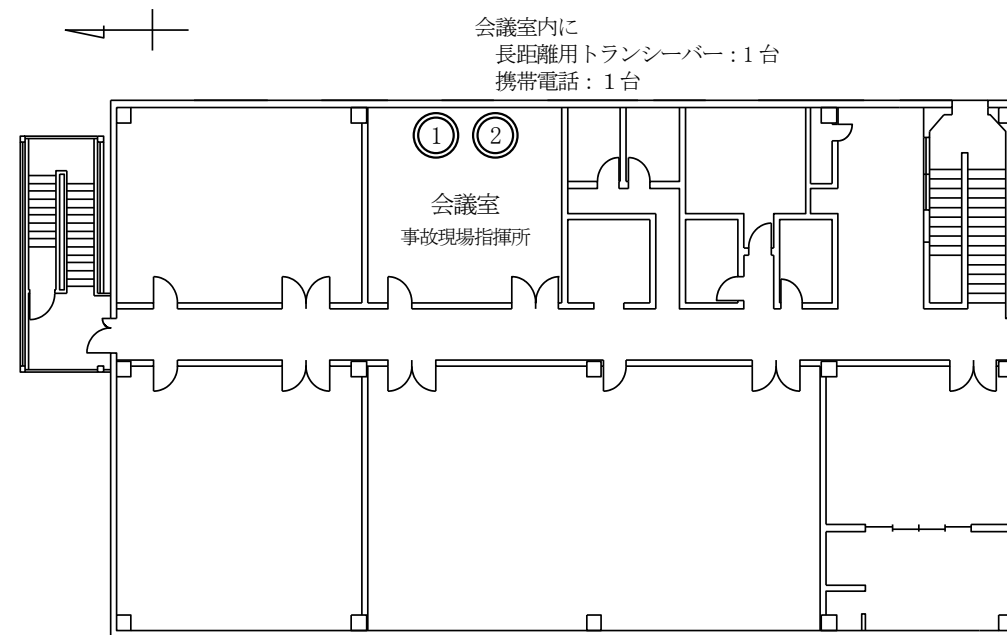 会議室内に
長距離用トランシーバー：1台
携帯電話：1台
1 2
会議室
事故現場指揮所